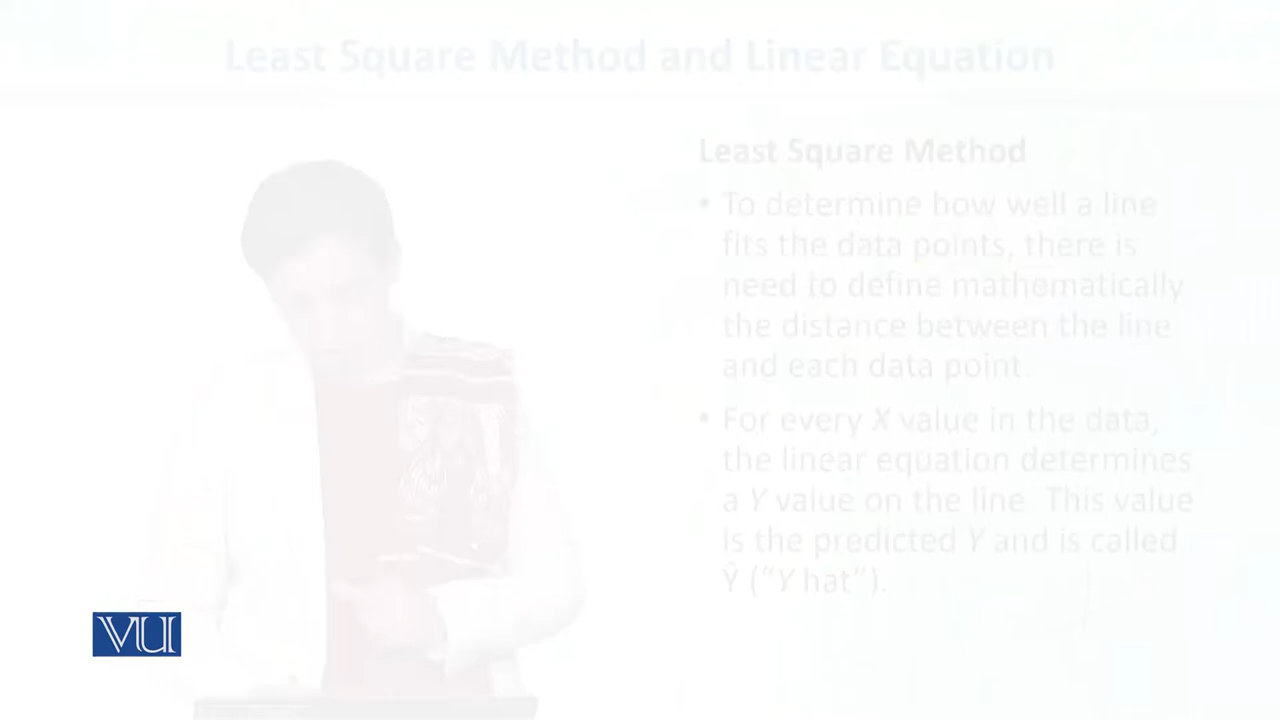 Least Square Method and Linear Equation
Least Square Method
• To determine how well a line
fits the data points, there is
need to define mathematically
the distance between the line
and each data point.
• For every X value in the data,
the linear equation determines
a Y value on the line. This value
is the predicted Y and is called
Ŷ (“Y hat”).
VU